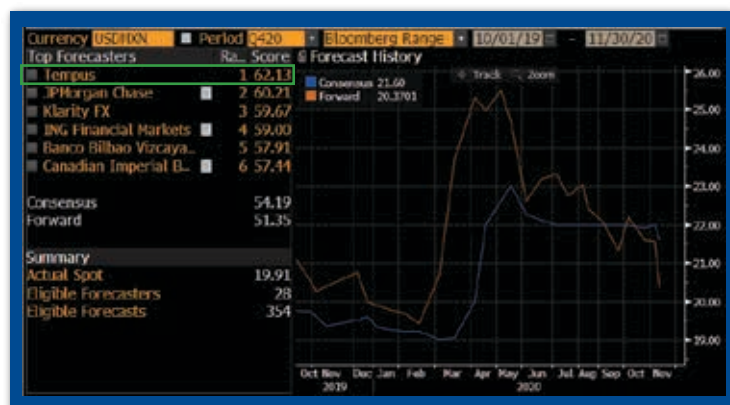 Currency USDMXN Period Q420 Bloomberg Range 10/01/19 - 11/30/20
Top Forecasters Ra.. Score Forecast History
Tempus 1 62.13
JPMorgan Chase 2 60.21
Klarity FX 3 59.67
ING Financial Markets 4 59.00
Banco Bilbao Vizcaya.. 5 57.91
Canadian Imperial B.. 6 57.44
Consensus 54.19
Forward 51.35
Summary
Actual Spot 19.91
Eligible Forecasters 28
Eligible Forecasts 354
Track Zoom
Consensus 21.60
Forward 20.3701
26.00
25.00
24.00
23.00
22.00
21.00
20.00
19.00
Oct Nov Dec Jan Feb Mar Apr May Jun Jul Aug Sep Oct Nov
2019 2020